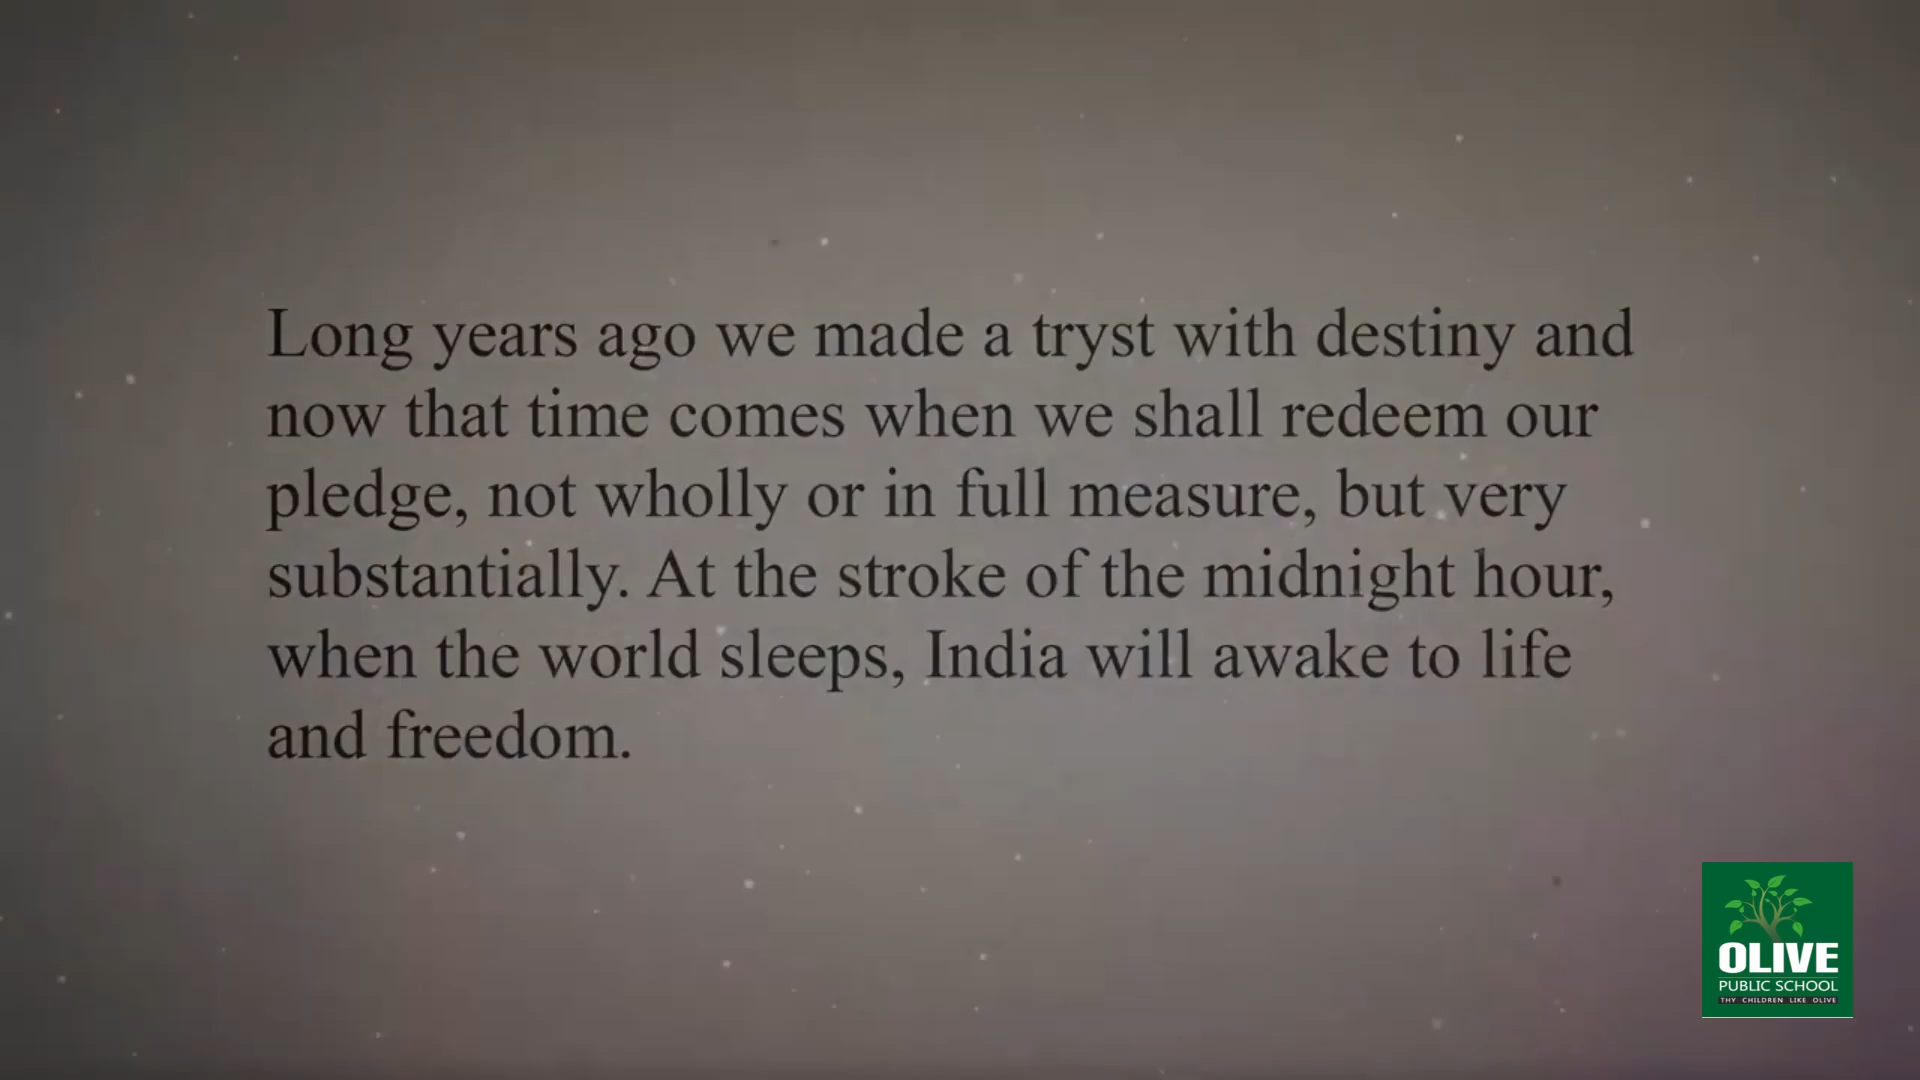 Long years ago we made a tryst with destiny and
now that time comes when we shall redeem our
pledge, not wholly or in full measure, but very
substantially. At the stroke of the midnight hour,
when the world sleeps, India will awake to life
and freedom.
OLIVE
PUBLIC SCHOOL
THY CHILDREN LIKE OLIVE